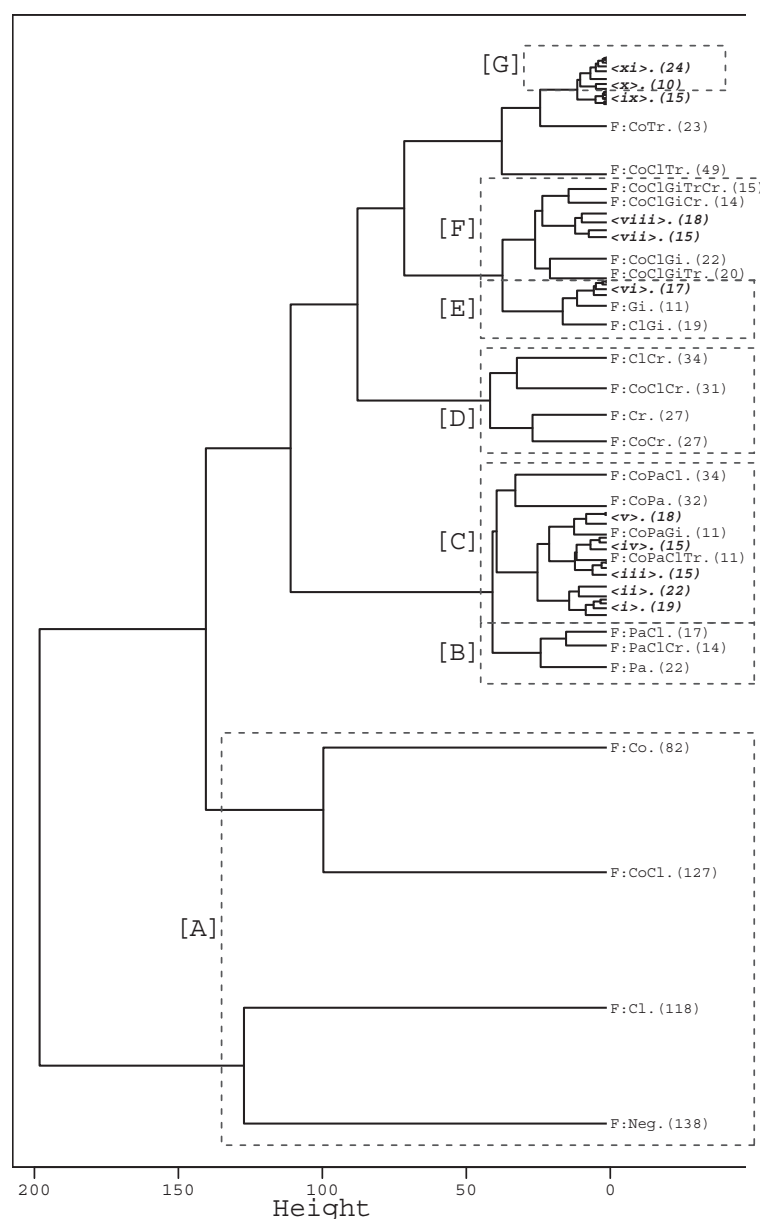 [G]
<xi>.(24)
<x>.(10)
<ix>.(15)
F:CoTr.(23)
F:CoClTr.(49)
F:CoClGiTrCr.(15)
F:CoClGiCr.(14)
[F]
<viii>.(18)
<vii>.(15)
F:CoClGi.(22)
F:CoClGiTr.(20)
<vi>.(17)
[E]
F:Gi.(11)
F:ClGi.(19)
F:ClCr.(34)
F:CoClCr.(31)
[D]
F:Cr.(27)
F:CoCr.(27)
F:CoPaCl.(34)
F:CoPa.(32)
<v>.(18)
F:CoPaGi.(11)
[C]
<iv>.(15)
F:CoPaClTr.(11)
<iii>.(15)
<ii>.(22)
<i>.(19)
F:PaCl.(17)
F:PaClCr.(14)
[B]
F:Pa.(22)
F:Co.(82)
F:CoCl.(127)
[A]
F:Cl.(118)
F:Neg.(138)
200 150 100 50 0
Height